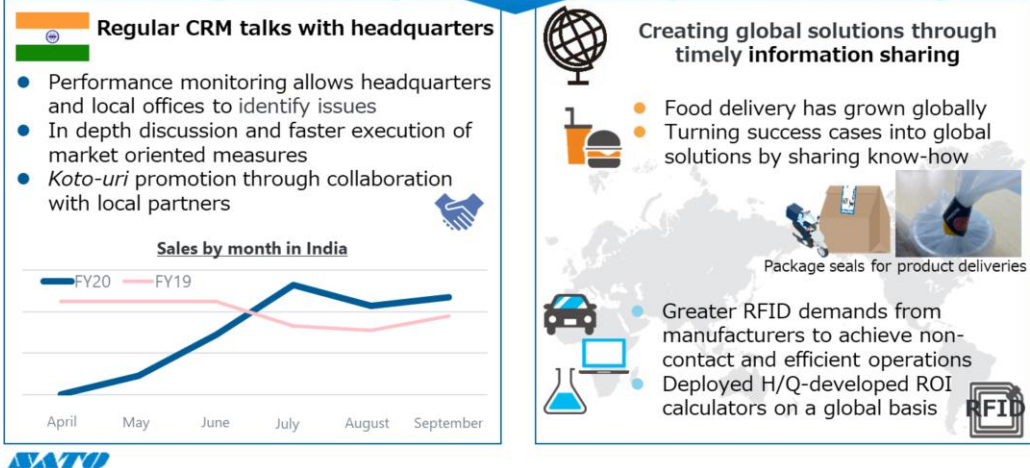 Regular CRM talks with headquarters
● Performance monitoring allows headquarters
and local offices to identify issues
● In depth discussion and faster execution of
market oriented measures
● Koto-uri promotion through collaboration
with local partners
Sales by month in India
FY20 FY19
April May June July August September
Creating global solutions through
timely information sharing
● Food delivery has grown globally
● Turning success cases into global
solutions by sharing know-how
Package seals for product deliveries
● Greater RFID demands from
manufacturers to achieve non-
contact and efficient operations
● Deployed H/Q-developed ROI
calculators on a global basis
RFID
SATO